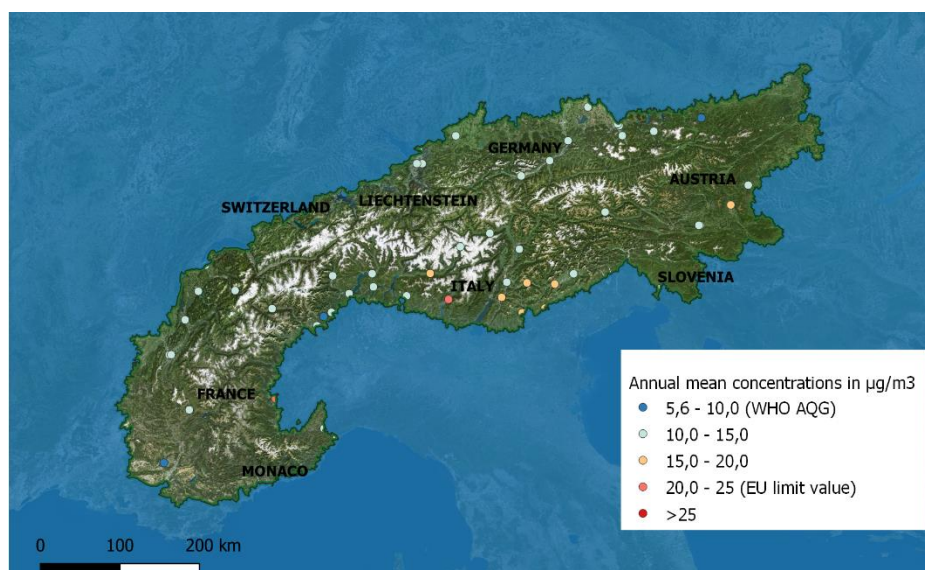 GERMANY
AUSTRIA
LIECHTENSTEIN
SWITZERLAND
SLOVENIA
ITALY
FRANCE
MONACO
Annual mean concentrations in µg/m3
5,6 - 10,0 (WHO AQG)
10,0 - 15,0
15,0 - 20,0
20,0 - 25 (EU limit value)
>25
0 100 200 km